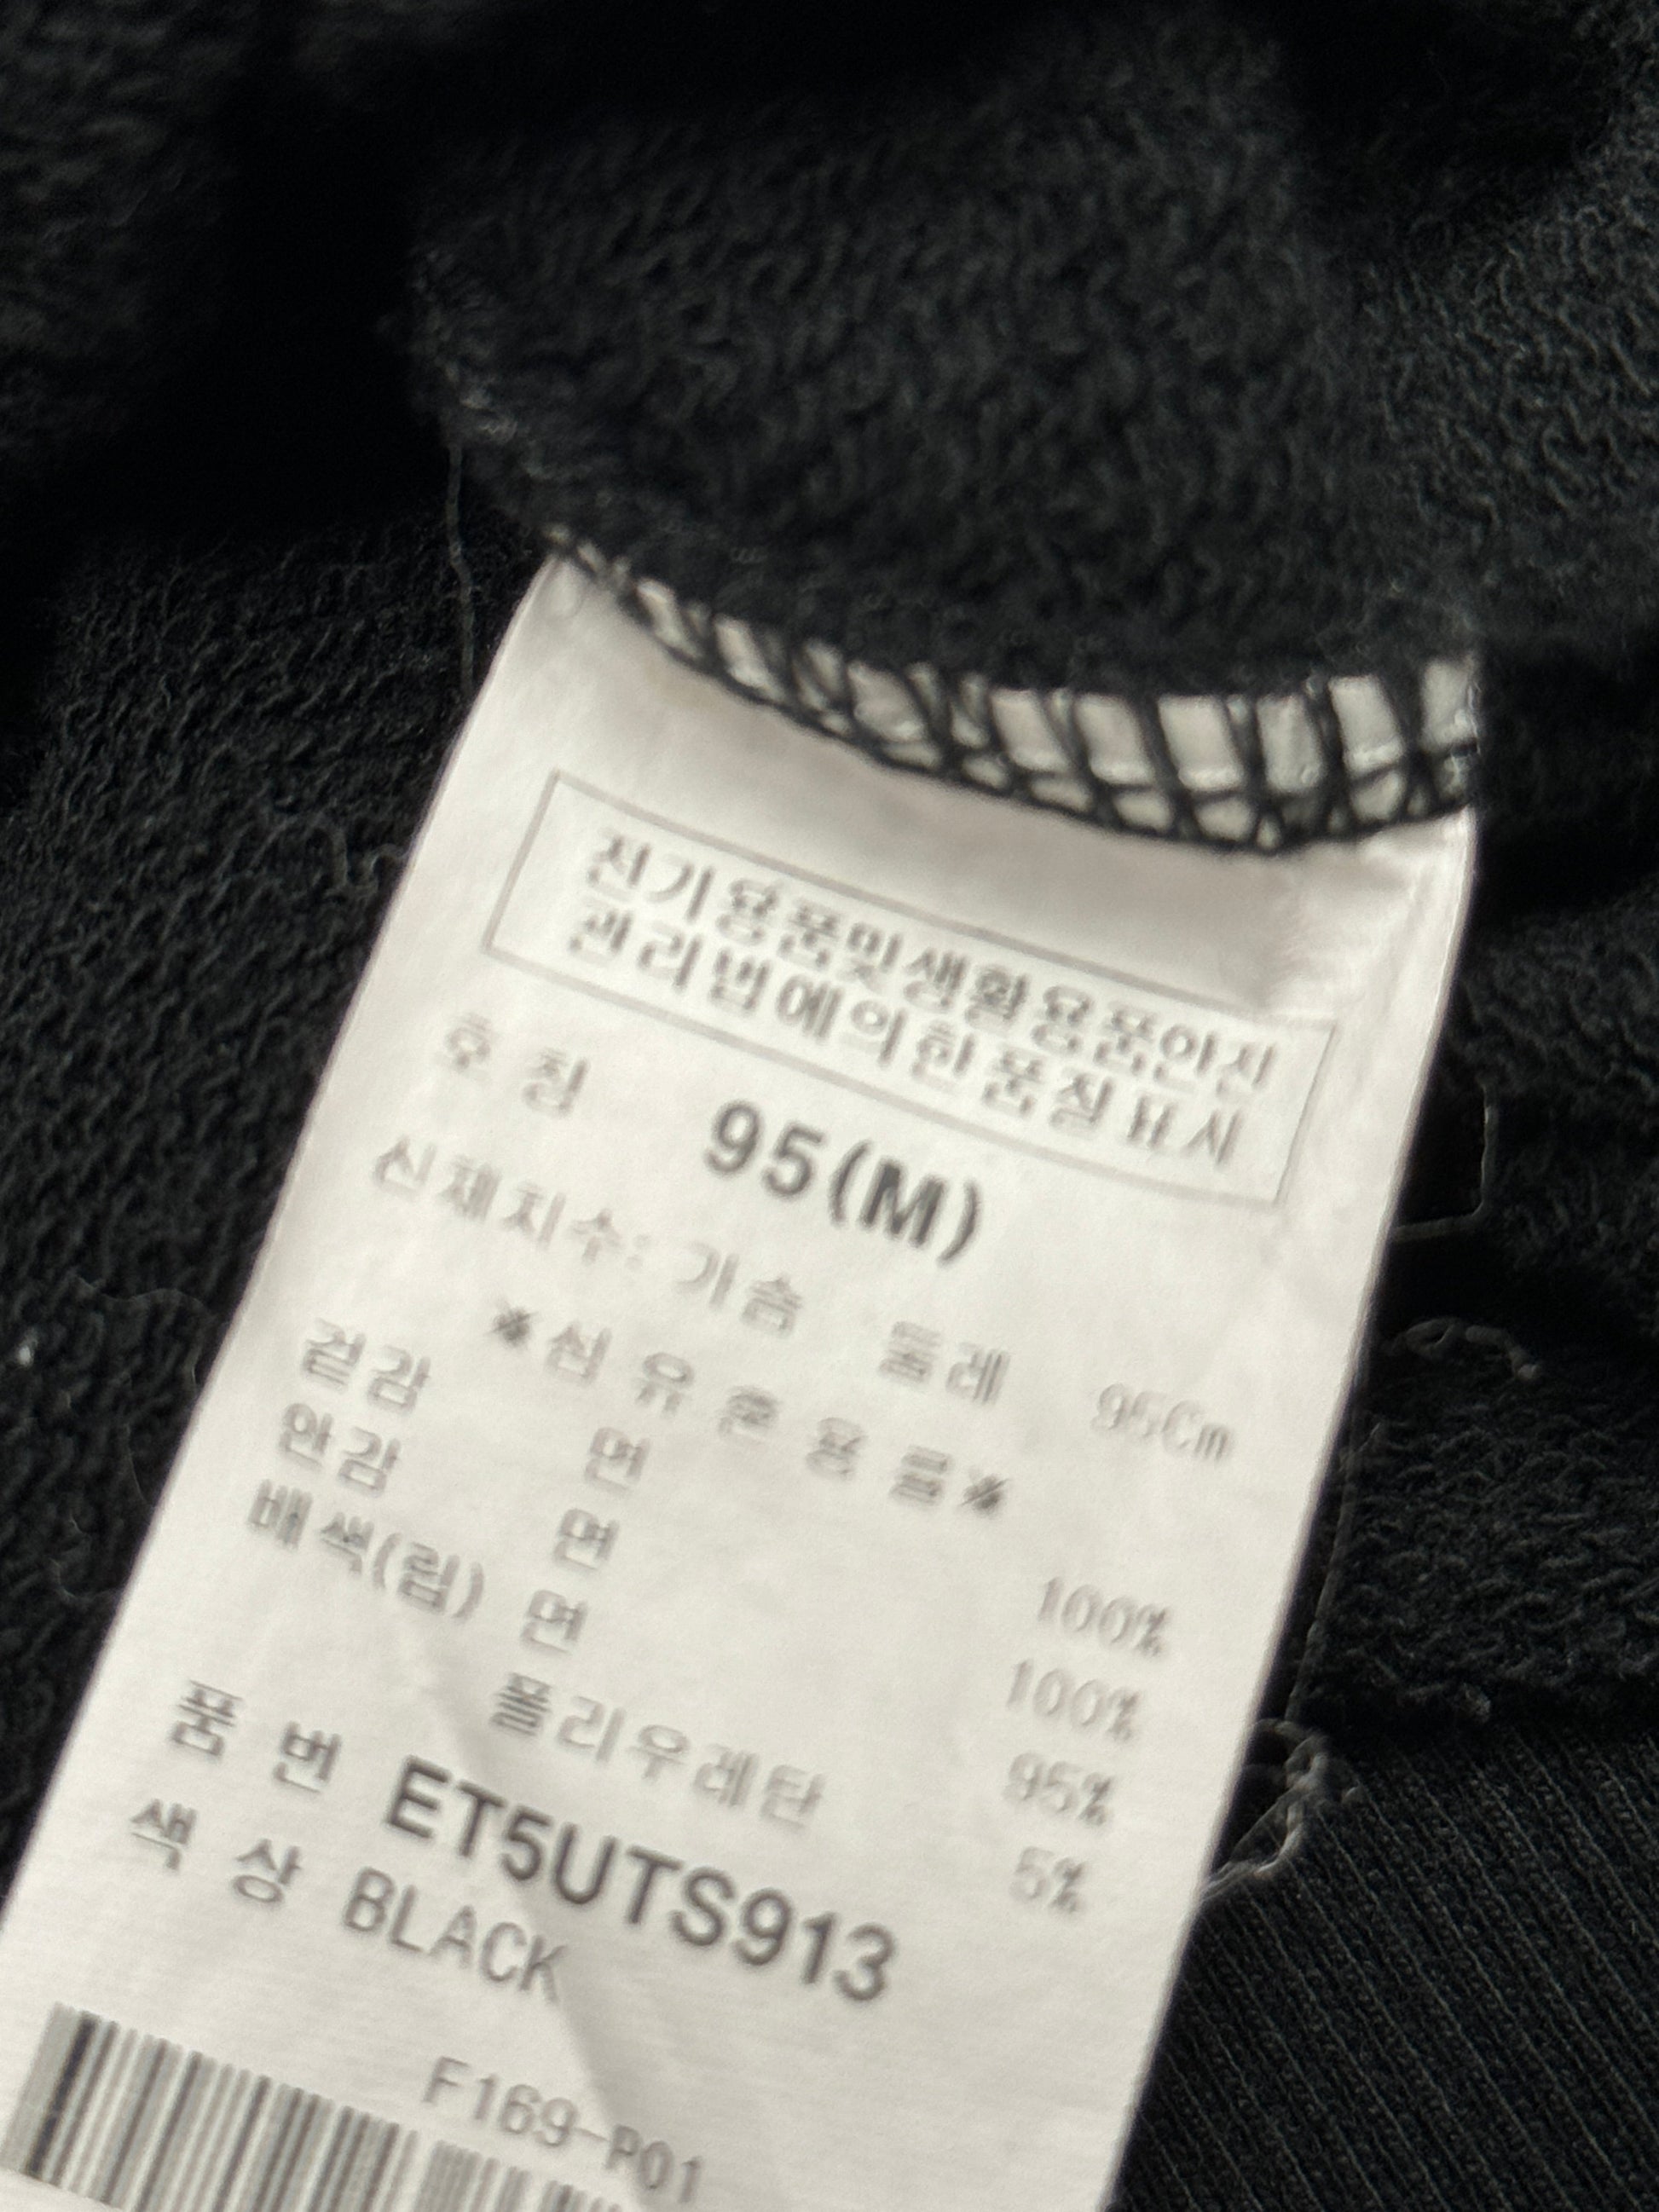 전기용품및생활용품안전
관리법에의한품질표시
호 칭 95(M)
신체치수: 가슴 둘레 95Cm
※섬 유 혼 용 률※
겉감 면 100%
안감 면 100%
배색(립) 면 95%
폴리우레탄 5%
품 번 ET5UTS913
색 상 BLACK
F169-P01